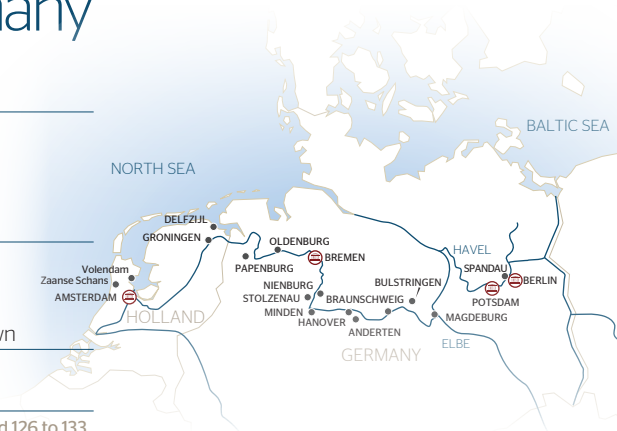 many
BALTIC SEA
NORTH SEA
DELFZIJL
GRONINGEN
OLDENBURG
HAVEL
BREMEN
PAPENBURG
SPANDAU
Volendam
Zaanse Schans
BERLIN
NIENBURG
BULSTRINGEN
AMSTERDAM
STOLZENAU
BRAUNSCHWEIG
POTSDAM
HOLLAND
MINDEN
MAGDEBURG
HANOVER
ANDERTEN
ELBE
wn
GERMANY
d 126 to 133